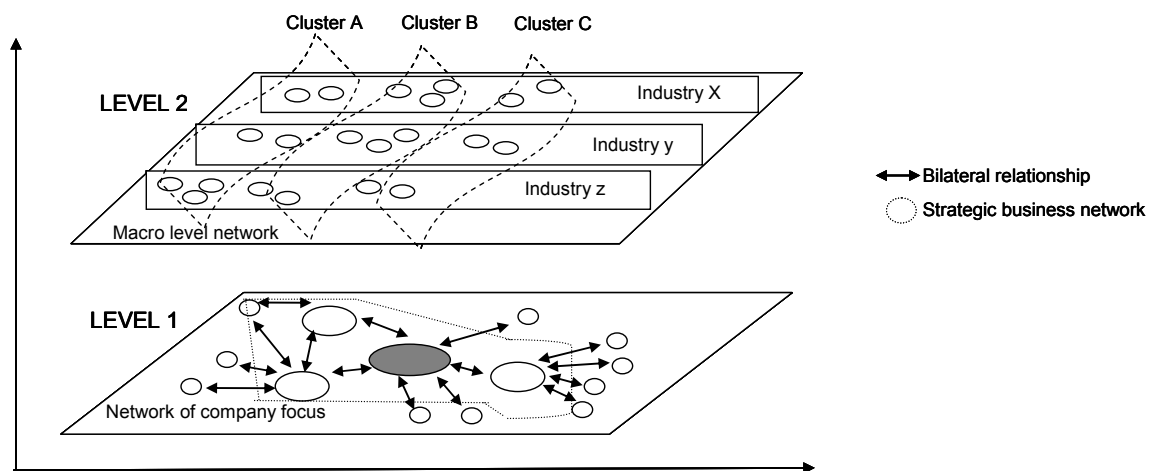 Cluster A
Cluster B
Cluster C
LEVEL 2
Industry X
Industry y
Industry z
Macro level network
Bilateral relationship
Strategic business network
LEVEL 1
Network of company focus